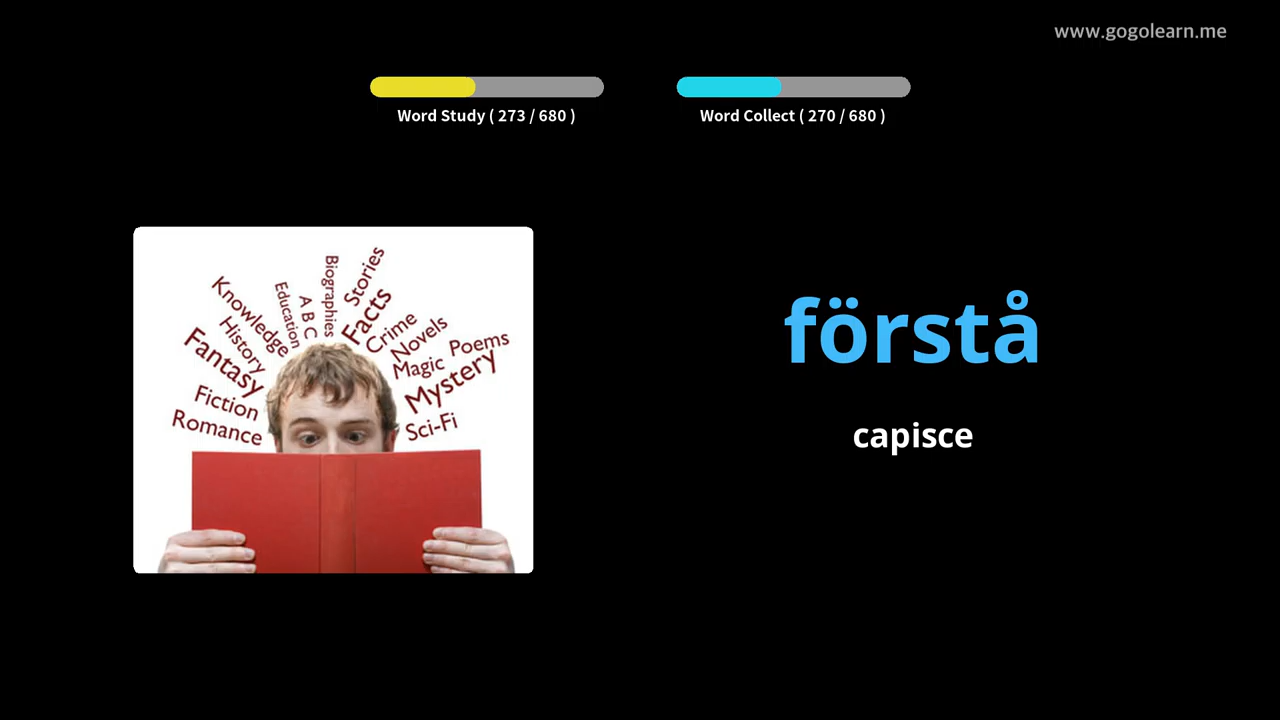 www.gogolearn.me
Word Study ( 273 / 680 )
Word Collect ( 270 / 680 )
Knowledge
History
Fantasy
Fiction
Romance
Education
A B C
Biographies
Stories
Facts
Crime
Novels
Magic
Poems
Mystery
Sci-Fi
förstå
capisce